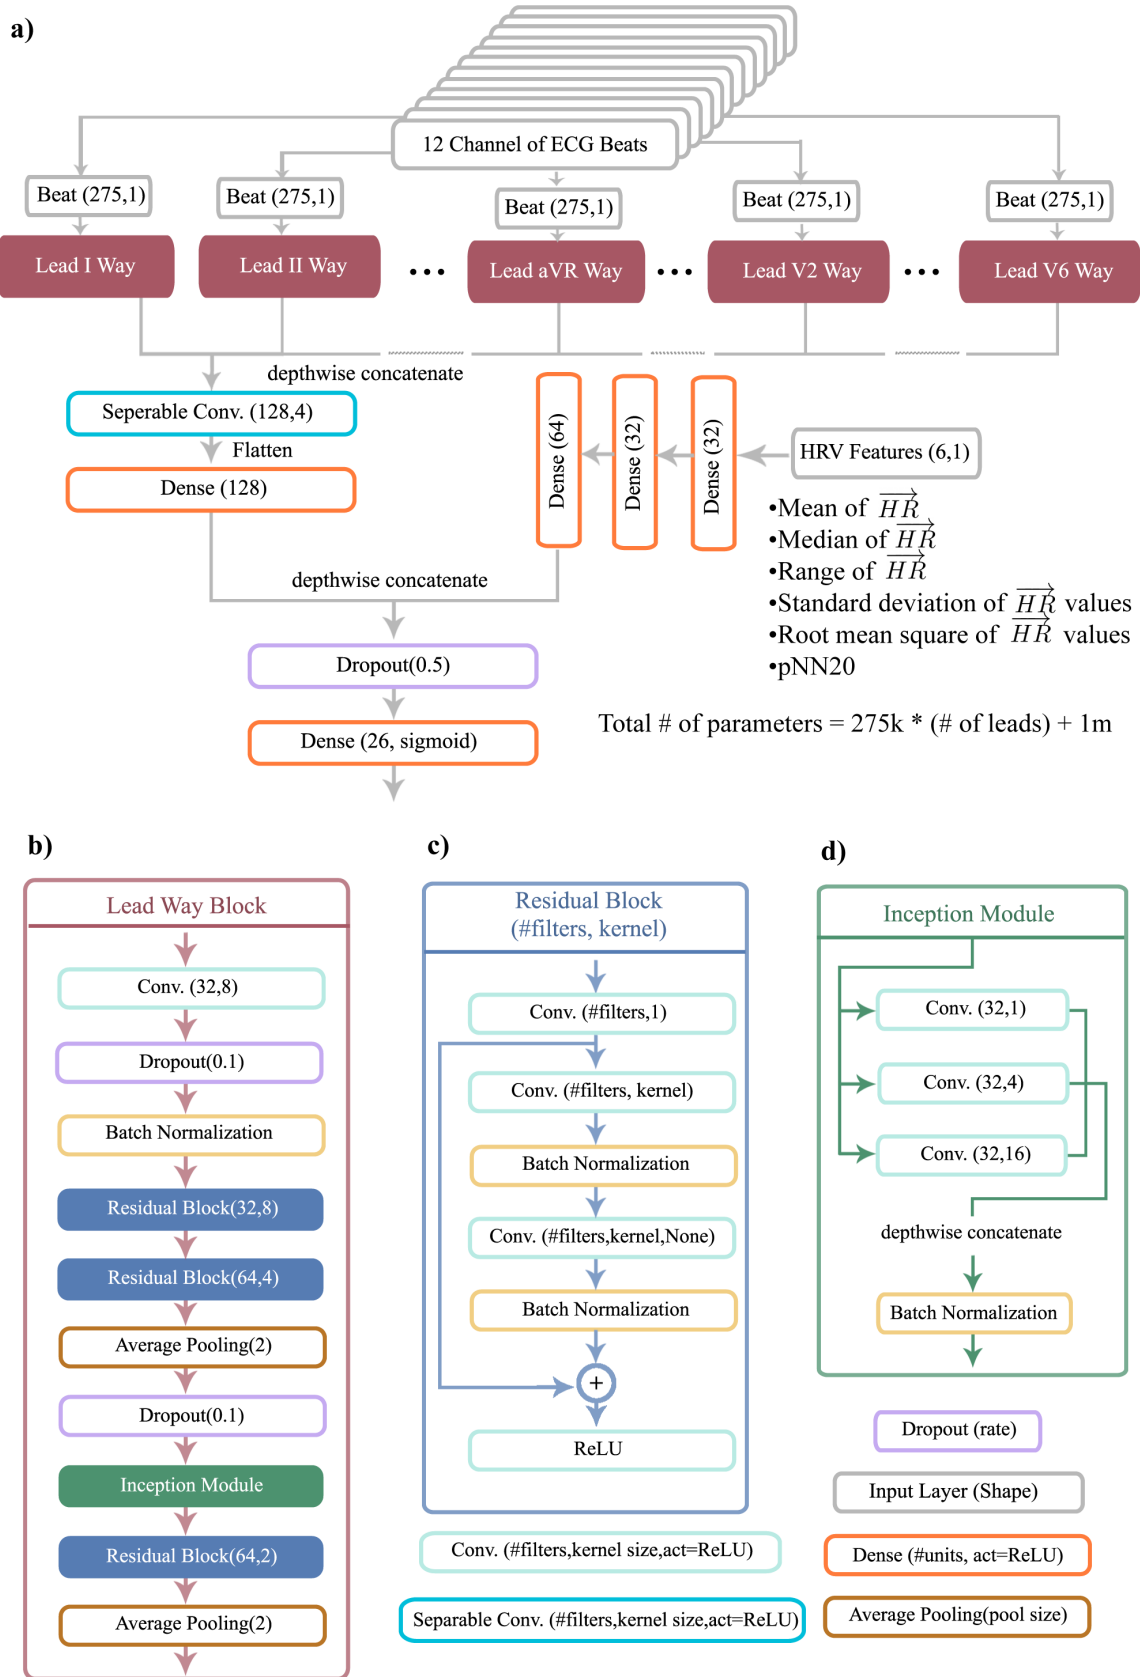 a)
12 Channel of ECG Beats
Beat (275,1)
Beat (275,1)
Beat (275,1)
Beat (275,1)
Beat (275,1)
Lead I Way
Lead II Way
...
Lead aVR Way
...
Lead V2 Way
...
Lead V6 Way
depthwise concatenate
Seperable Conv. (128,4)
Flatten
Dense (128)
Dense (64)
Dense (32)
Dense (32)
HRV Features (6,1)
•Mean of HR
•Median of HR
•Range of HR
•Standard deviation of HR values
•Root mean square of HR values
•pNN20
depthwise concatenate
Dropout(0.5)
Dense (26, sigmoid)
Total # of parameters = 275k * (# of leads) + 1m
b)
Lead Way Block
Conv. (32,8)
Dropout(0.1)
Batch Normalization
Residual Block(32,8)
Residual Block(64,4)
Average Pooling(2)
Dropout(0.1)
Inception Module
Residual Block(64,2)
Average Pooling(2)
c)
Residual Block
(#filters, kernel)
Conv. (#filters,1)
Conv. (#filters, kernel)
Batch Normalization
Conv. (#filters,kernel,None)
Batch Normalization
+
ReLU
d)
Inception Module
Conv. (32,1)
Conv. (32,4)
Conv. (32,16)
depthwise concatenate
Batch Normalization
Dropout (rate)
Input Layer (Shape)
Conv. (#filters,kernel size,act=ReLU)
Dense (#units, act=ReLU)
Separable Conv. (#filters,kernel size,act=ReLU)
Average Pooling(pool size)